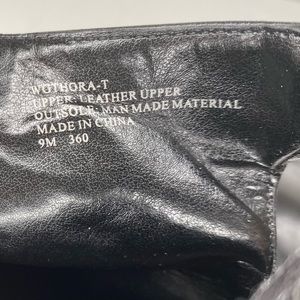 WOTHORA-T
UPPER: LEATHER UPPER
OUTSOLE: MAN MADE MATERIAL
MADE IN CHINA
9M 360